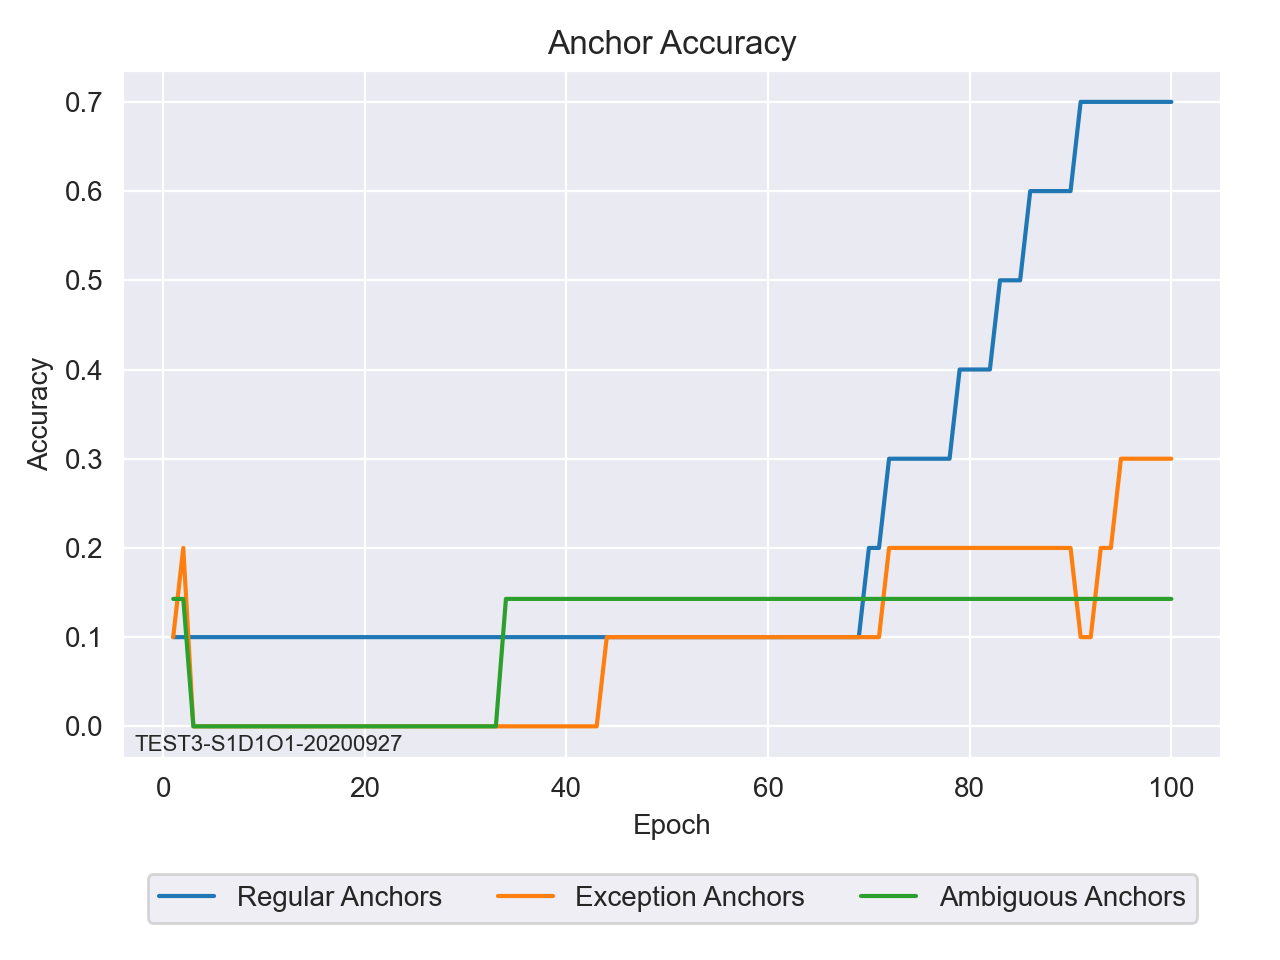 Anchor Accuracy
0.7
0.6
0.5
0.4
0.3
0.2
0.1
0.0
Accuracy
TEST3-S1D1O1-20200927
0 20 40 60 80 100
Epoch
Regular Anchors Exception Anchors Ambiguous Anchors